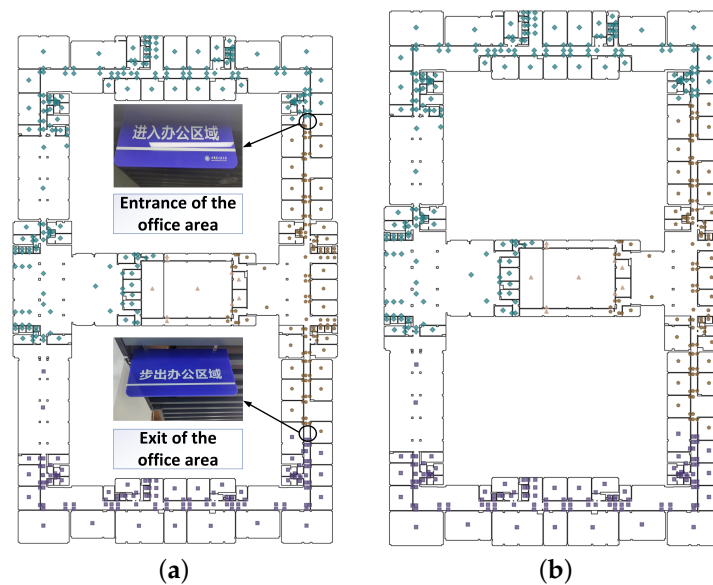 进入办公区域
Entrance of the
office area
步出办公区域
Exit of the
office area
(a)
(b)